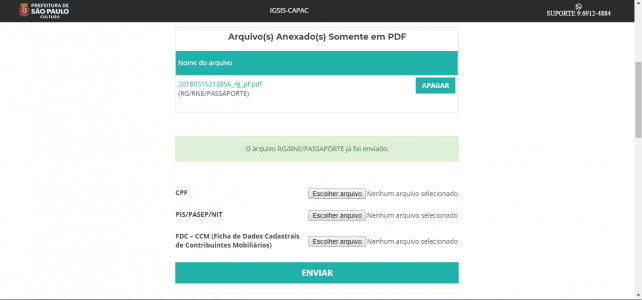 PREFEITURA DE
SÃO PAULO
CULTURA
IGSIS-CAPAC
SUPORTE 9.6912-4884
Arquivo(s) Anexado(s) Somente em PDF
Nome do arquivo
20180315212856_rg_pf.pdf
(RG/RNE/PASSAPORTE)
APAGAR
O arquivo RG/RNE/PASSAPORTE já foi enviado.
CPF
Escolher arquivo Nenhum arquivo selecionado
PIS/PASEP/NIT
Escolher arquivo Nenhum arquivo selecionado
FDC – CCM (Ficha de Dados Cadastrais
de Contribuintes Mobiliários)
Escolher arquivo Nenhum arquivo selecionado
ENVIAR